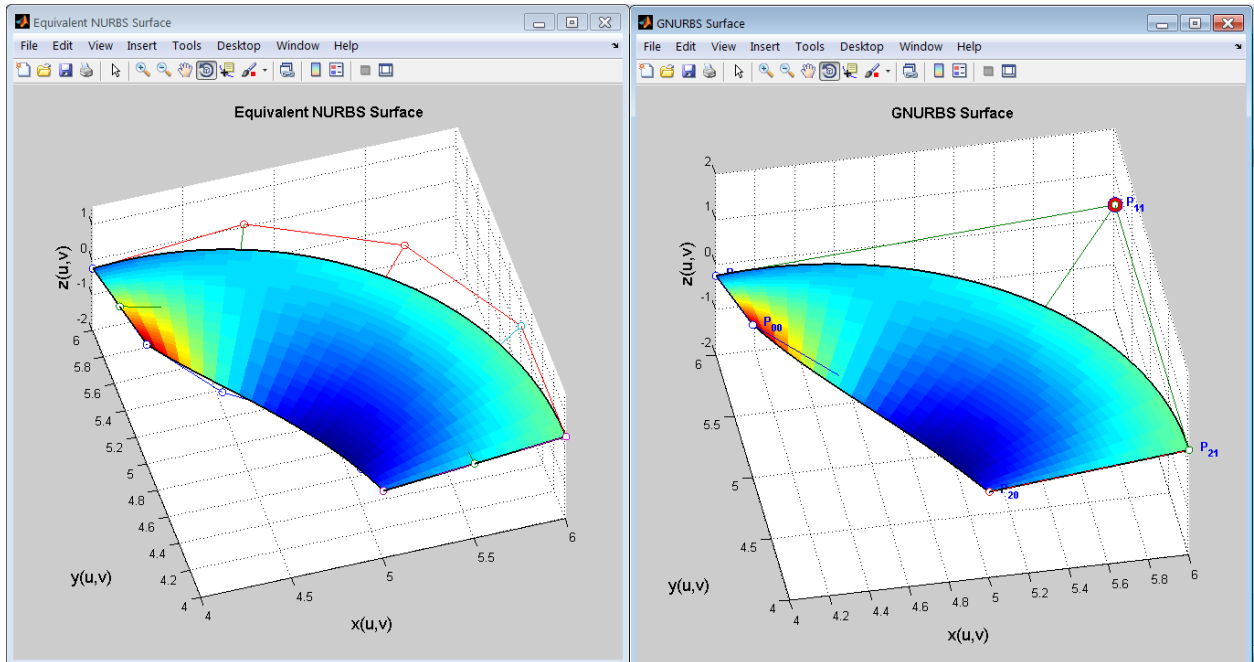 Equivalent NURBS Surface
File Edit View Insert Tools Desktop Window Help
Equivalent NURBS Surface
1
0
-1
-2
z(u,v)
6
5.8
5.6
5.4
5.2
5
4.8
4.6
4.4
4.2
4
y(u,v)
4
4.5
5
5.5
6
x(u,v)
GNURBS Surface
File Edit View Insert Tools Desktop Window Help
GNURBS Surface
2
1
0
-1
-2
z(u,v)
P11
P
P00
P21
P20
6
5.5
5
4.5
4
y(u,v)
4
4.2
4.4
4.6
4.8
5
5.2
5.4
5.6
5.8
6
x(u,v)